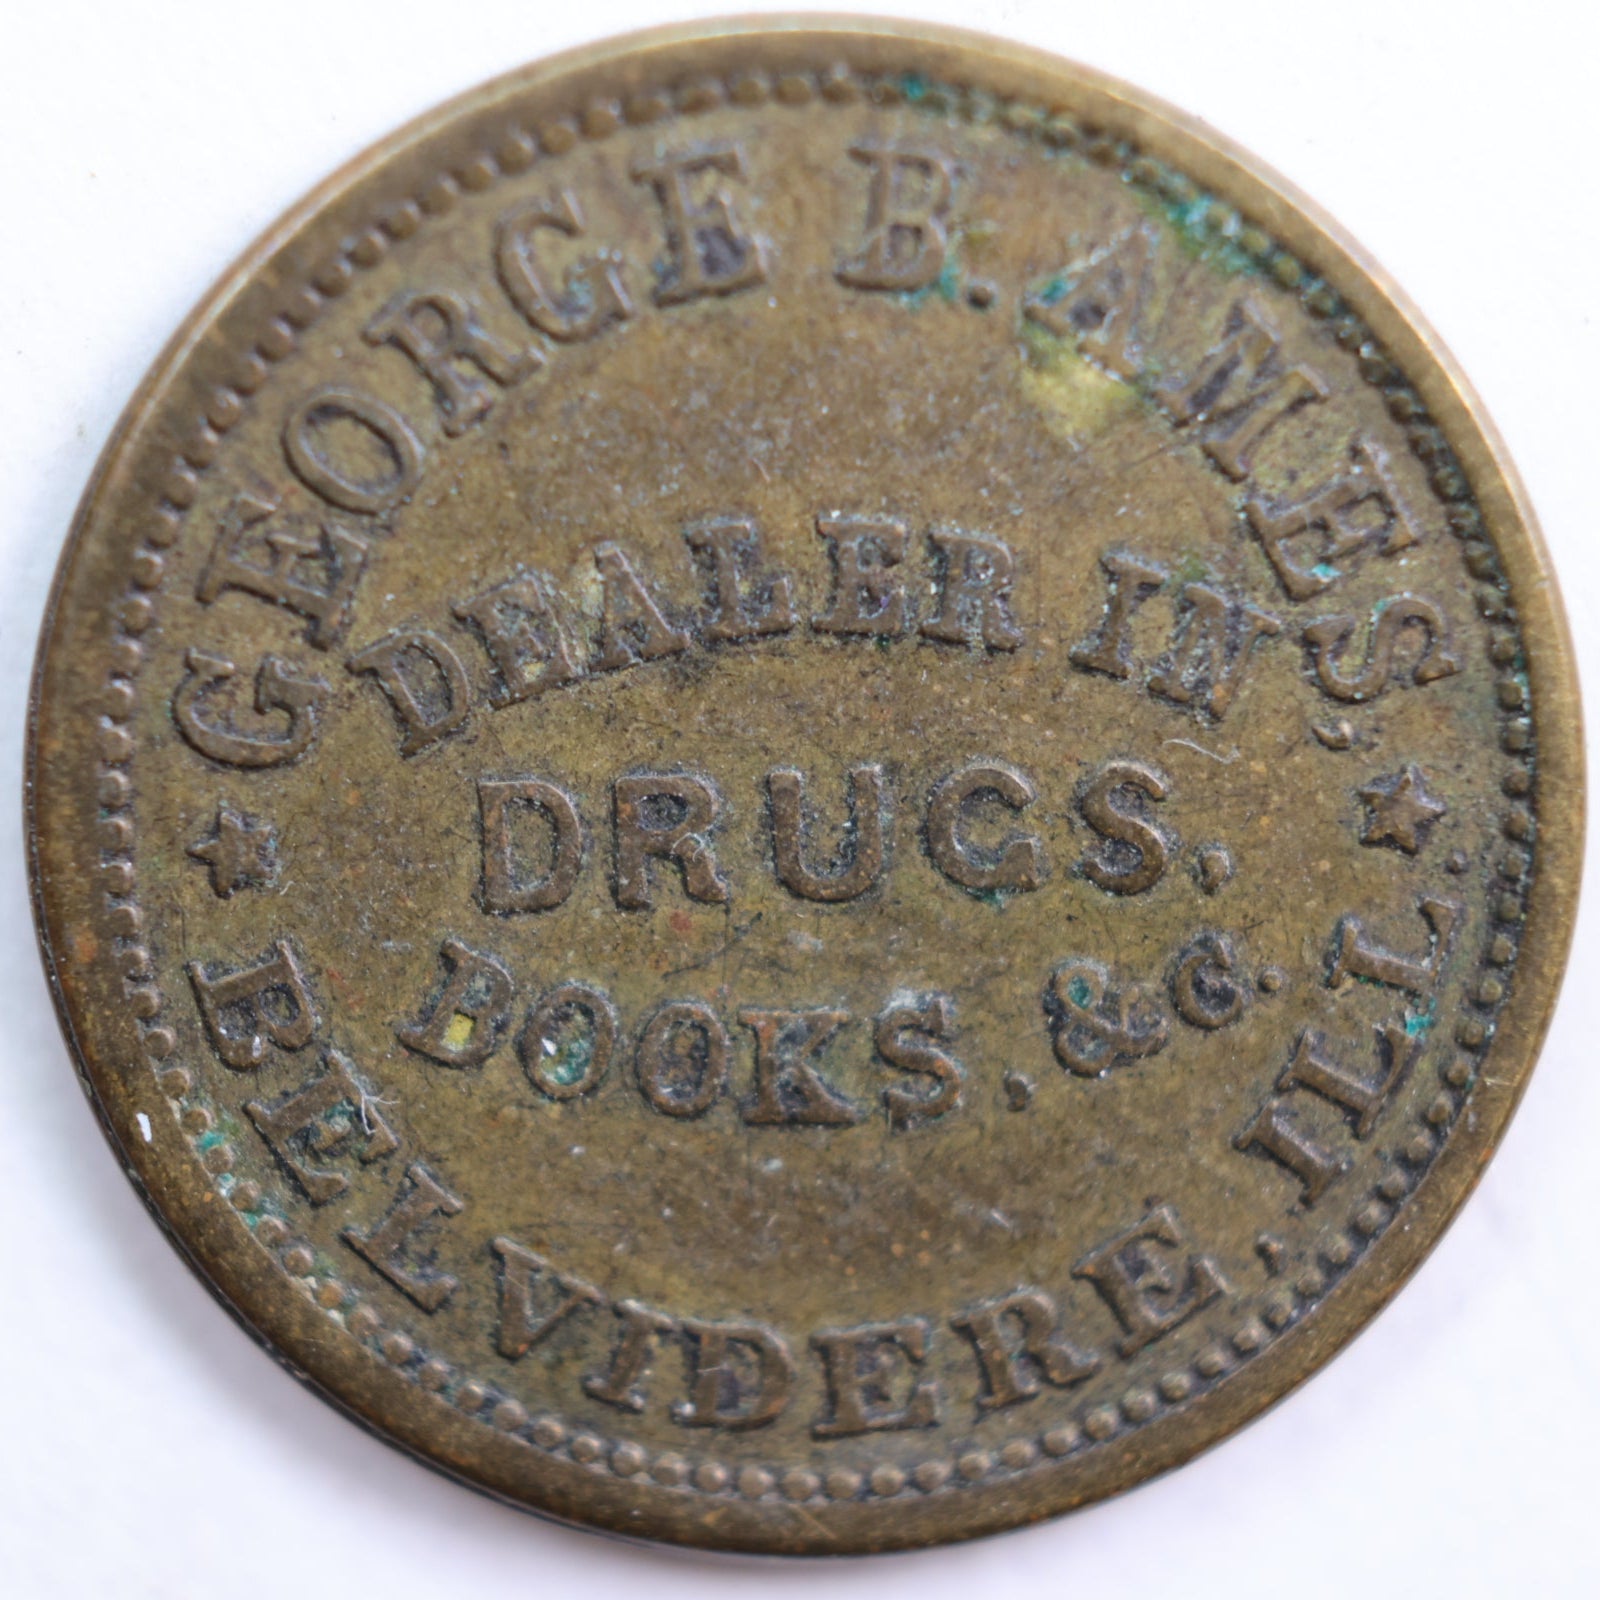 GEORGE B. AMES,
DEALER IN
DRUGS,
BOOKS, &C.
BELVIDERE, ILL.